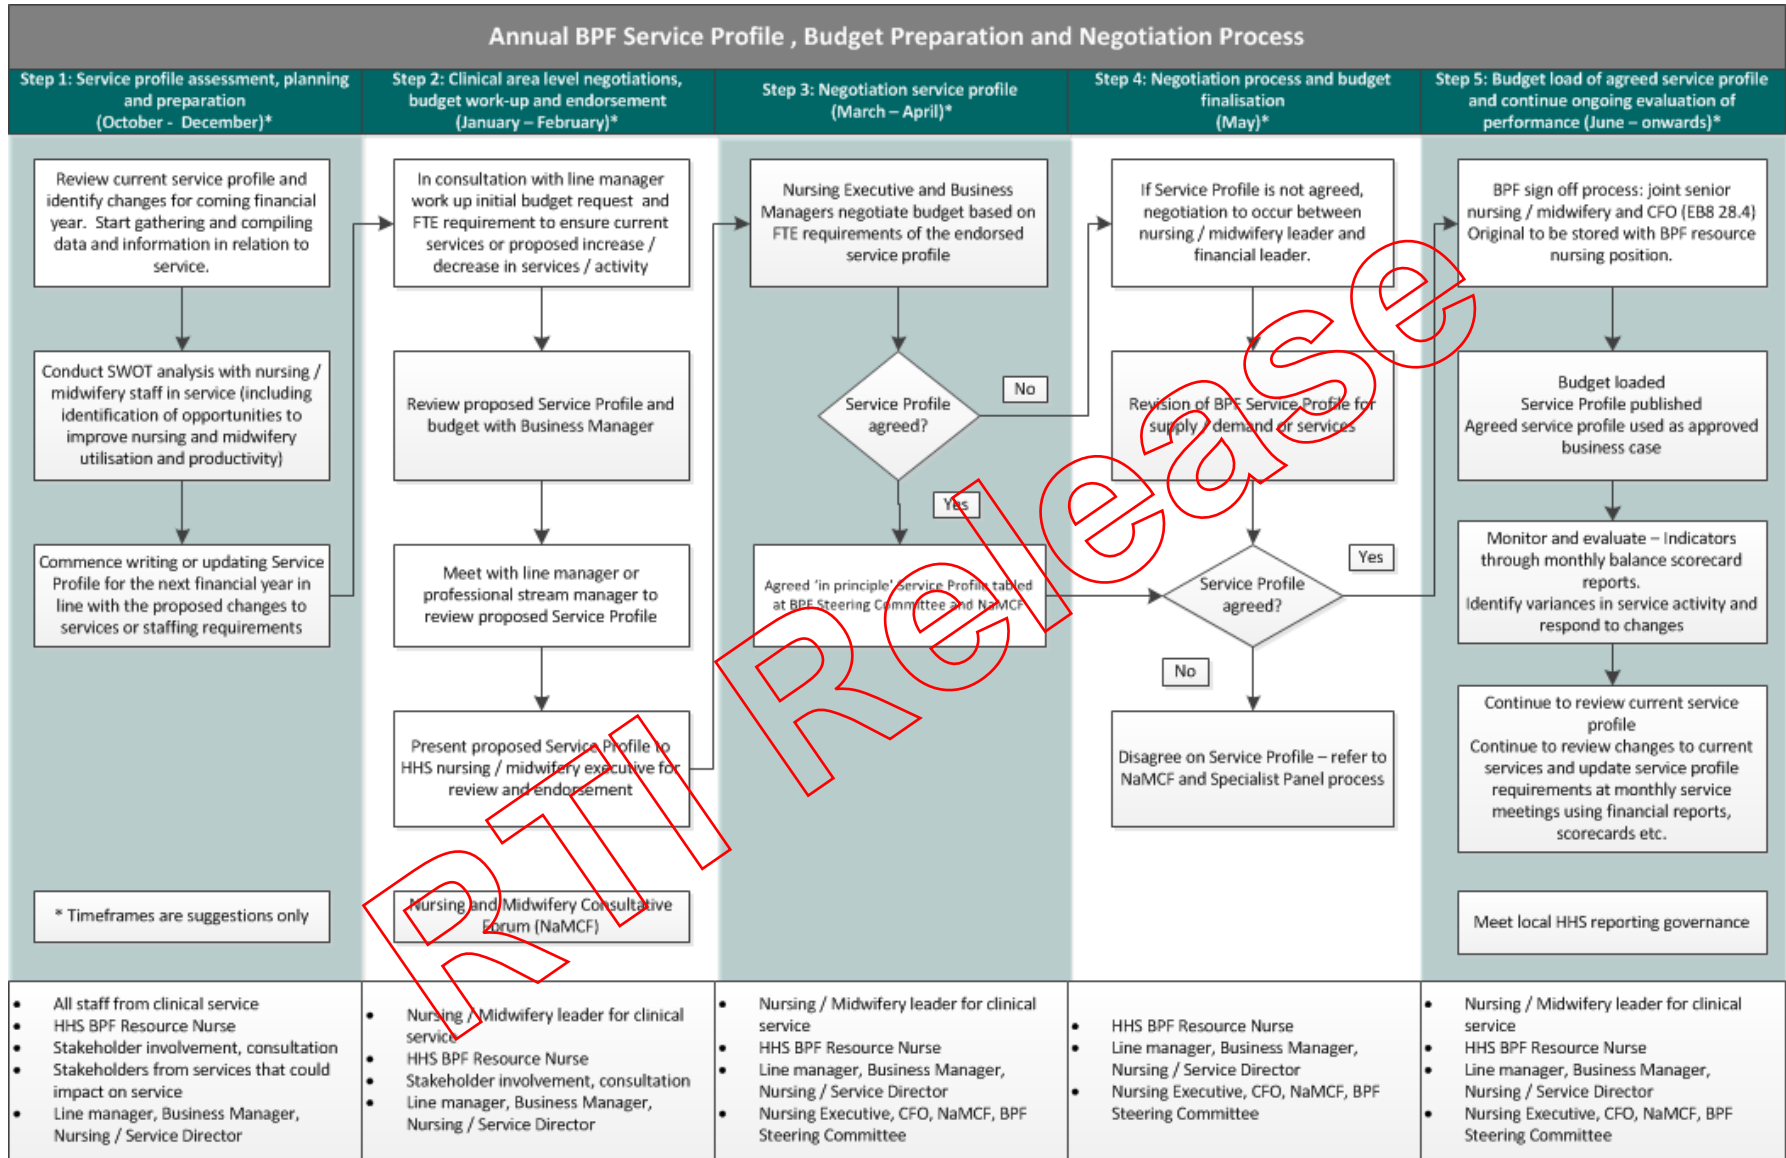 Annual BPF Service Profile , Budget Preparation and Negotiation Process
Step 1: Service profile assessment, planning
and preparation
(October - December)*
Step 2: Clinical area level negotiations,
budget work-up and endorsement
(January – February)*
Step 3: Negotiation service profile
(March – April)*
Step 4: Negotiation process and budget
finalisation
(May)*
Step 5: Budget load of agreed service profile
and continue ongoing evaluation of
performance (June – onwards)*
Review current service profile and
identify changes for coming financial
year. Start gathering and compiling
data and information in relation to
service.
Conduct SWOT analysis with nursing /
midwifery staff in service (including
identification of opportunities to
improve nursing and midwifery
utilisation and productivity)
Commence writing or updating Service
Profile for the next financial year in
line with the proposed changes to
services or staffing requirements
* Timeframes are suggestions only
In consultation with line manager
work up initial budget request and
FTE requirement to ensure current
services or proposed increase /
decrease in services / activity
Review proposed Service Profile and
budget with Business Manager
Meet with line manager or
professional stream manager to
review proposed Service Profile
Present proposed Service Profile to
HHS nursing / midwifery executive for
review and endorsement
Nursing and Midwifery Consultative
Forum (NaMCF)
Nursing Executive and Business
Managers negotiate budget based on
FTE requirements of the endorsed
service profile
Service Profile
agreed?
No
Yes
Agreed 'in principle' Service Profile tabled
at BPF Steering Committee and NaMCF
If Service Profile is not agreed,
negotiation to occur between
nursing / midwifery leader and
financial leader.
Revision of BPF Service Profile for
supply / demand or services
Service Profile
agreed?
Yes
No
Disagree on Service Profile – refer to
NaMCF and Specialist Panel process
BPF sign off process: joint senior
nursing / midwifery and CFO (EB8 28.4)
Original to be stored with BPF resource
nursing position.
Budget loaded
Service Profile published
Agreed service profile used as approved
business case
Monitor and evaluate – Indicators
through monthly balance scorecard
reports.
Identify variances in service activity and
respond to changes
Continue to review current service
profile
Continue to review changes to current
services and update service profile
requirements at monthly service
meetings using financial reports,
scorecards etc.
Meet local HHS reporting governance
RTI Release
• All staff from clinical service
• HHS BPF Resource Nurse
• Stakeholder involvement, consultation
• Stakeholders from services that could
impact on service
• Line manager, Business Manager,
Nursing / Service Director
• Nursing / Midwifery leader for clinical
service
• HHS BPF Resource Nurse
• Stakeholder involvement, consultation
• Line manager, Business Manager,
Nursing / Service Director
• Nursing / Midwifery leader for clinical
service
• HHS BPF Resource Nurse
• Line manager, Business Manager,
Nursing / Service Director
• Nursing Executive, CFO, NaMCF, BPF
Steering Committee
• HHS BPF Resource Nurse
• Line manager, Business Manager,
Nursing / Service Director
• Nursing Executive, CFO, NaMCF, BPF
Steering Committee
• Nursing / Midwifery leader for clinical
service
• HHS BPF Resource Nurse
• Line manager, Business Manager,
Nursing / Service Director
• Nursing Executive, CFO, NaMCF, BPF
Steering Committee